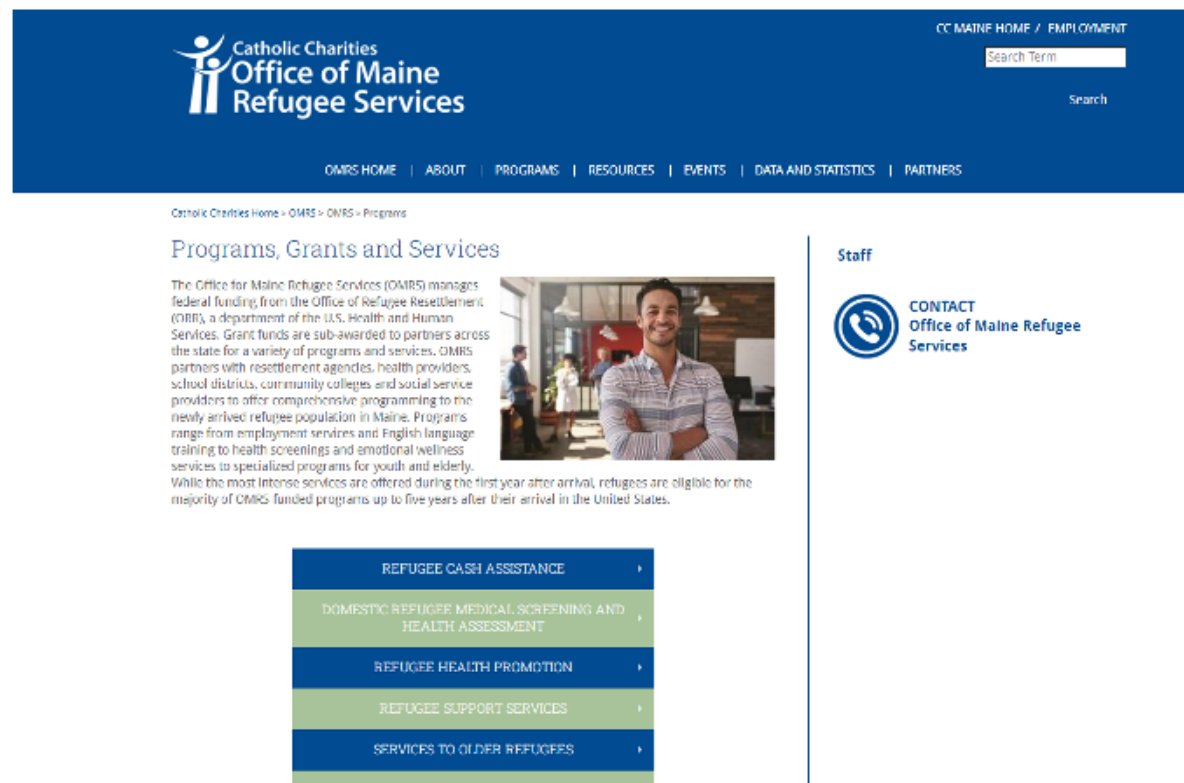 CC MAINE HOME / EMPLOYMENT
Catholic Charities
Office of Maine
Refugee Services
Search Term
Search
OMRS HOME | ABOUT | PROGRAMS | RESOURCES | EVENTS | DATA AND STATISTICS | PARTNERS
Catholic Charities Home > OMRS > OMRS > Programs
Programs, Grants and Services
The Office for Maine Refugee Services (OMRS) manages
federal funding from the Office of Refugee Resettlement
(ORR), a department of the U.S. Health and Human
Services. Grant funds are sub-awarded to partners across
the state for a variety of programs and services. OMRS
partners with resettlement agencies, health providers,
school districts, community colleges and social service
providers to offer comprehensive programming to the
newly arrived refugee population in Maine. Programs
range from employment services and English language
training to health screenings and emotional wellness
services to specialized programs for youth and elderly.
While the most intense services are offered during the first year after arrival, refugees are eligible for the
majority of OMRS funded programs up to five years after their arrival in the United States.
Staff
CONTACT
Office of Maine Refugee
Services
REFUGEE CASH ASSISTANCE
DOMESTIC REFUGEE MEDICAL SCREENING AND
HEALTH ASSESSMENT
REFUGEE HEALTH PROMOTION
REFUGEE SUPPORT SERVICES
SERVICES TO OLDER REFUGEES